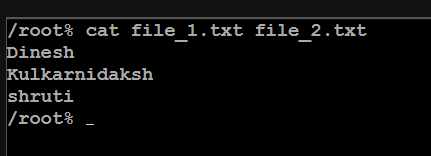 /root% cat file_1.txt file_2.txt
Dinesh
Kulkarnidaksh
shruti
/root% _